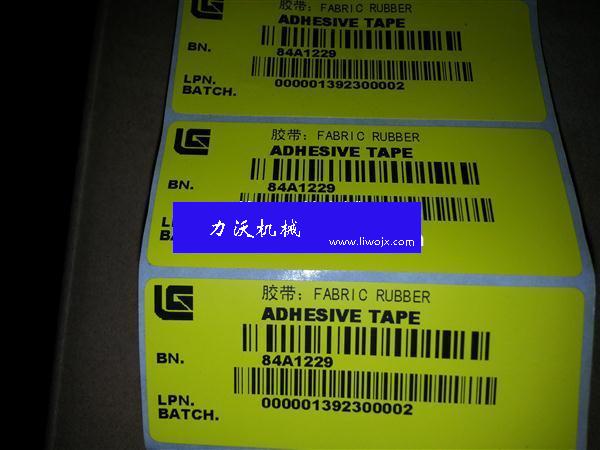 胶带: FABRIC RUBBER
ADHESIVE TAPE
BN.
84A1229
LPN.
BATCH.
000001392300002
胶带: FABRIC RUBBER
ADHESIVE TAPE
BN.
84A1229
力沃机械
www.liwojx.com
胶带: FABRIC RUBBER
ADHESIVE TAPE
BN.
84A1229
LPN.
BATCH.
000001392300002